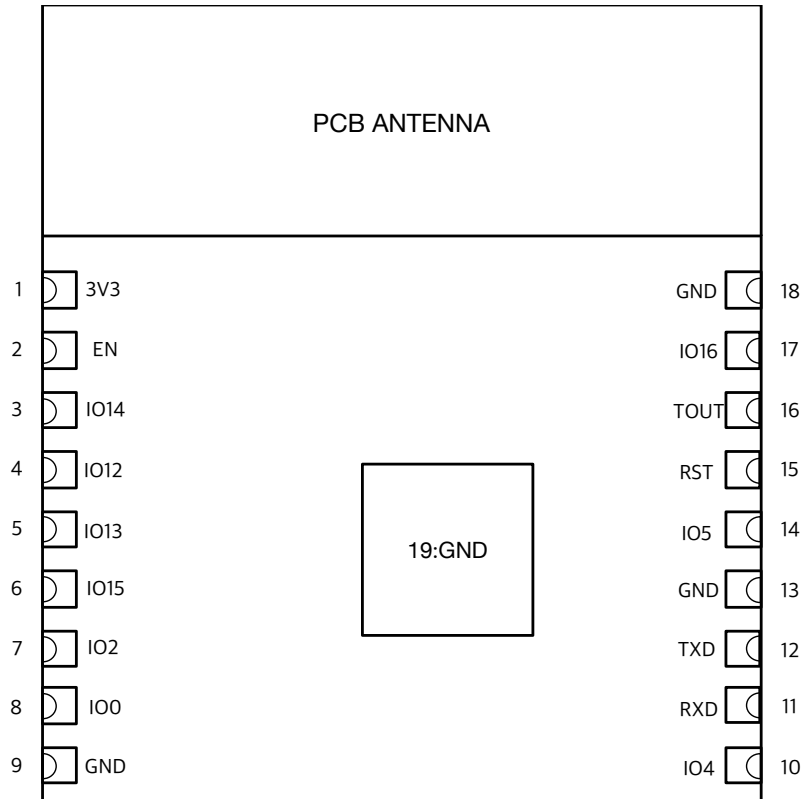 PCB ANTENNA
1 3V3 GND 18
2 EN IO16 17
3 IO14 TOUT 16
4 IO12 RST 15
5 IO13 IO5 14
19:GND
6 IO15 GND 13
7 IO2 TXD 12
8 IO0 RXD 11
9 GND IO4 10